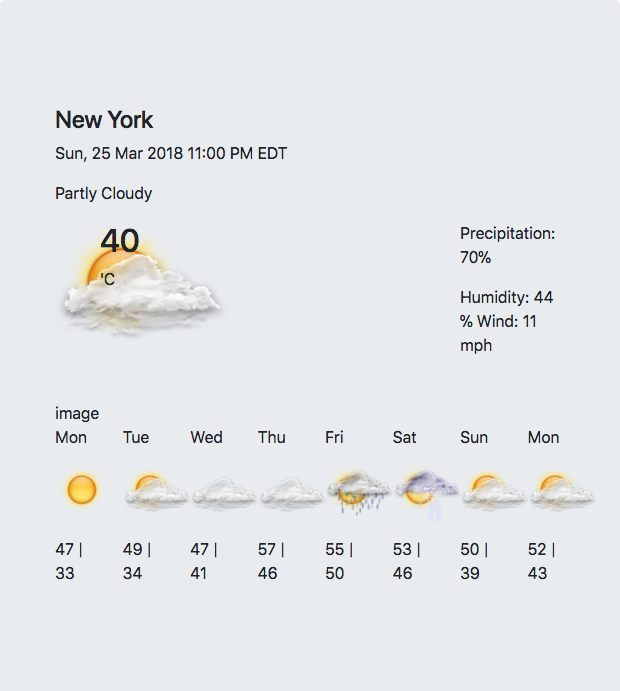 New York
Sun, 25 Mar 2018 11:00 PM EDT
Partly Cloudy
40
'C
Precipitation:
70%
Humidity: 44
% Wind: 11
mph
image
Mon Tue Wed Thu Fri Sat Sun Mon
47 | 49 | 47 | 57 | 55 | 53 | 50 | 52 |
33 34 41 46 50 46 39 43